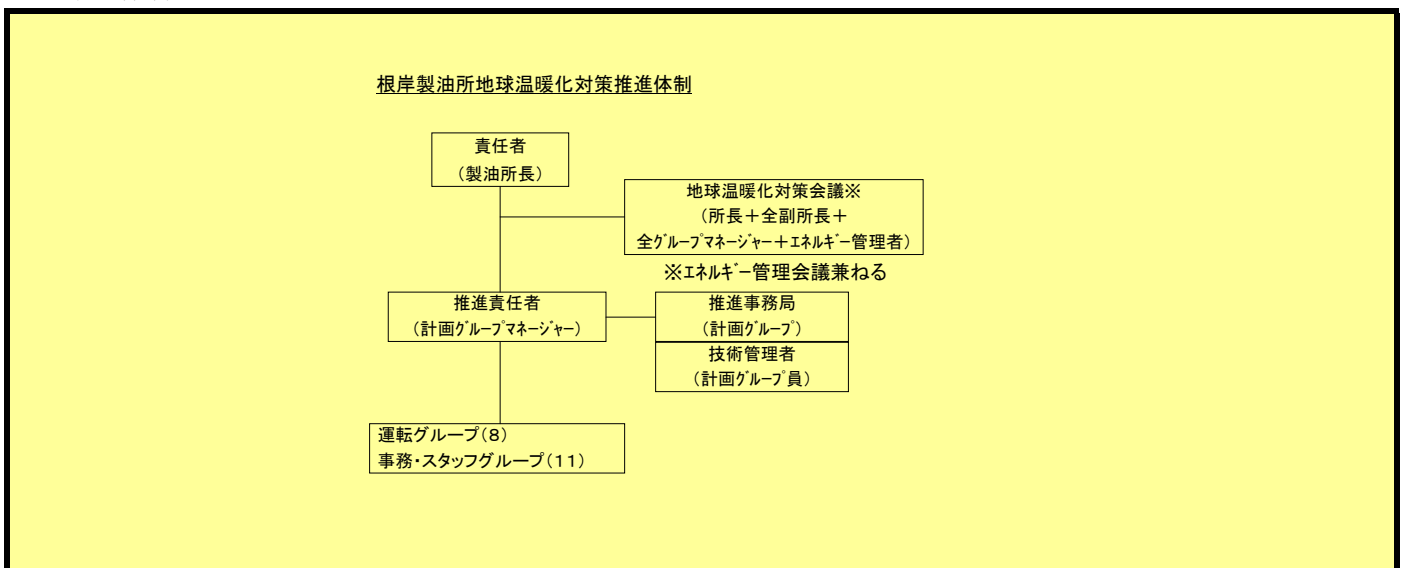 根岸製油所地球温暖化対策推進体制
責任者
（製油所長）
地球温暖化対策会議※
（所長＋全副所長＋
全ｸﾞﾙｰﾌﾟﾏﾈｰｼﾞｬｰ＋ｴﾈﾙｷﾞｰ管理者）
※ｴﾈﾙｷﾞｰ管理会議兼ねる
推進責任者
（計画ｸﾞﾙｰﾌﾟﾏﾈｰｼﾞｬｰ）
推進事務局
（計画ｸﾞﾙｰﾌﾟ）
技術管理者
（計画ｸﾞﾙｰﾌﾟ員）
運転グループ（８）
事務・スタッフグループ（１１）